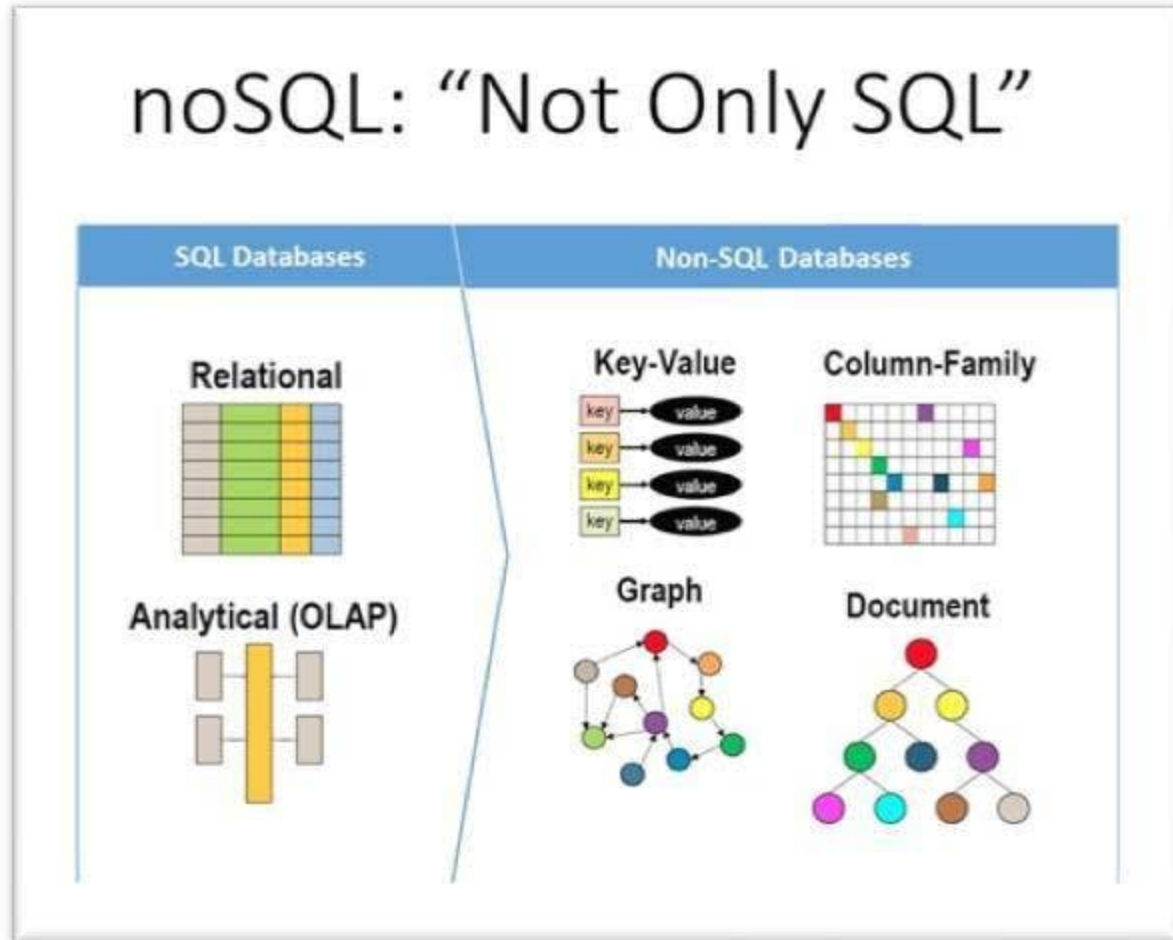 noSQL: “Not Only SQL”
SQL Databases
Non-SQL Databases
Relational
Analytical (OLAP)
Key-Value
key value
key value
key value
key value
Column-Family
Graph
Document